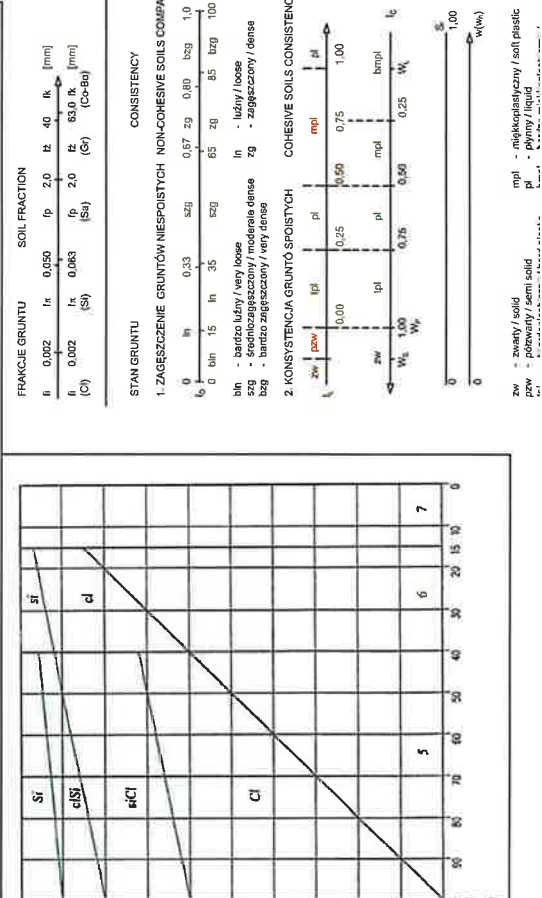 FRAKCJE GRUNTU SOIL FRACTION
fi 0,002 fπ 0,050 fp 2,0 fż 40 fk [mm]
fi 0,002 fπ 0,063 fp 2,0 fż 63,0 fk [mm]
(Cl) (Si) (Sa) (Gr) (Co-Bo)
STAN GRUNTU CONSISTENCY
1. ZAGĘSZCZENIE GRUNTÓW NIESPOISTYCH NON-COHESIVE SOILS COMPA
0 ln 0,33 szg 0,67 zg 0,80 bzg 1,0
0 bln 15 ln 35 szg 65 zg 85 bzg 100
bln - bardzo luźny / very loose ln - luźny / loose
szg - średniozagęszczony / moderate dense zg - zagęszczony / dense
bzg - bardzo zagęszczony / very dense
2. KONSYSTENCJA GRUNTÓ SPOISTYCH COHESIVE SOILS CONSISTENC
zw pzw tpl pl mpl pl
IL 0,00 0,25 0,50 0,75 1,00
zw tpl pl mpl bmpl IC
1,00 0,75 0,50 0,25
WS WP WL
0 1,00
0 w(wn)
zw - zwarty / solid mpl - miękkoplastyczny / soft plastic
pzw - półzwarty / semi solid pl - płynny / liquid
Si si
clSi cl
siCl
Cl
5 6 7
90 80 70 60 50 40 30 20 15 10 0